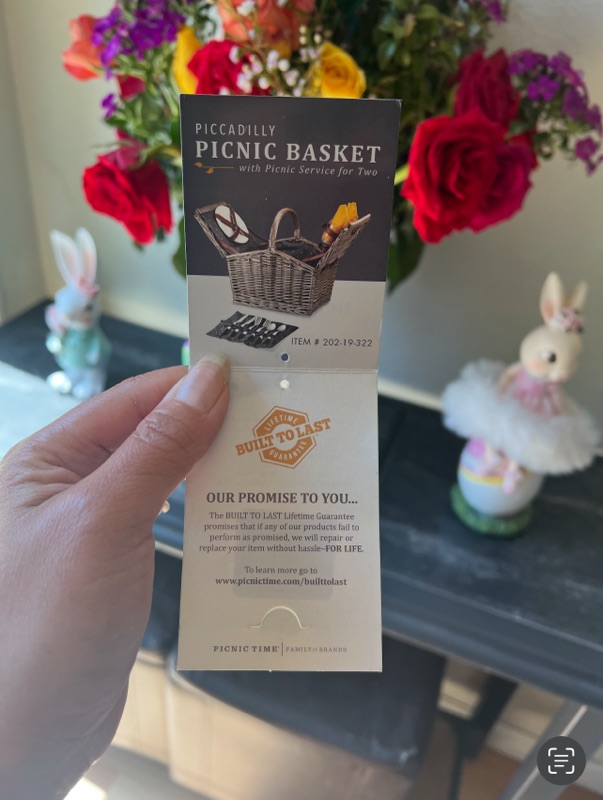 PICCADILLY
PICNIC BASKET
with Picnic Service for Two
ITEM # 202-19-322
LIFETIME
BUILT TO LAST
GUARANTEE
OUR PROMISE TO YOU...
The BUILT TO LAST Lifetime Guarantee
promises that if any of our products fail to
perform as promised, we will repair or
replace your item without hassle–FOR LIFE.
To learn more go to
www.picnictime.com/builttolast
PICNIC TIME® | FAMILY OF BRANDS